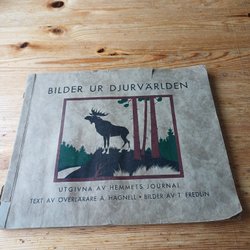 BILDER UR DJURVÄRLDEN
UTGIVNA AV HEMMETS JOURNAL
TEXT AV ÖVERLÄRARE A. HAGNELL • BILDER AV T. FREDLIN